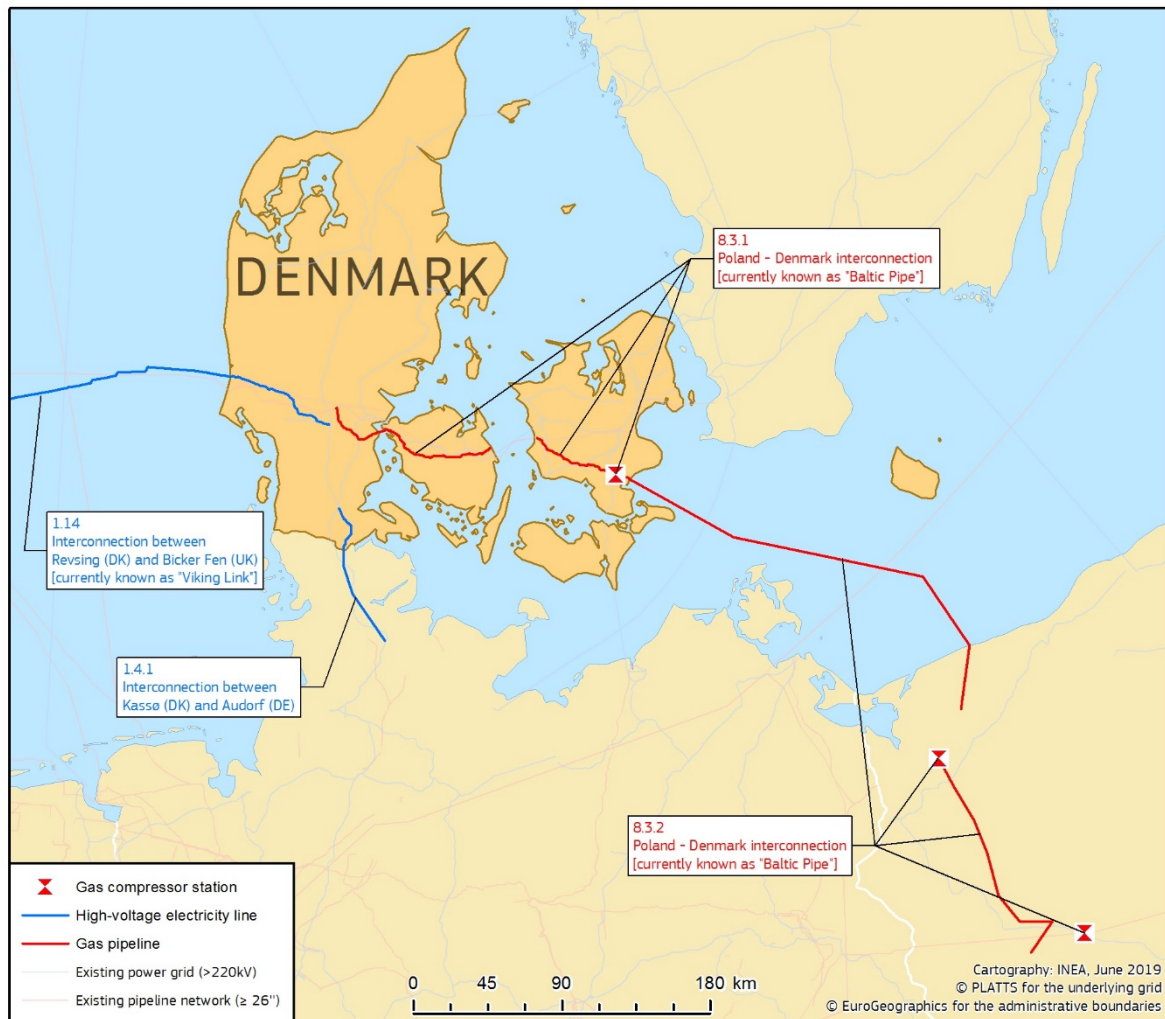 DENMARK
8.3.1
Poland - Denmark interconnection
[currently known as "Baltic Pipe"]
1.14
Interconnection between
Revsing (DK) and Bicker Fen (UK)
[currently known as "Viking Link"]
1.4.1
Interconnection between
Kassø (DK) and Audorf (DE)
8.3.2
Poland - Denmark interconnection
[currently known as "Baltic Pipe"]
Gas compressor station
High-voltage electricity line
Gas pipeline
Existing power grid (>220kV)
Existing pipeline network (≥ 26")
0 45 90 180 km
Cartography: INEA, June 2019
© PLATTS for the underlying grid
© EuroGeographics for the administrative boundaries